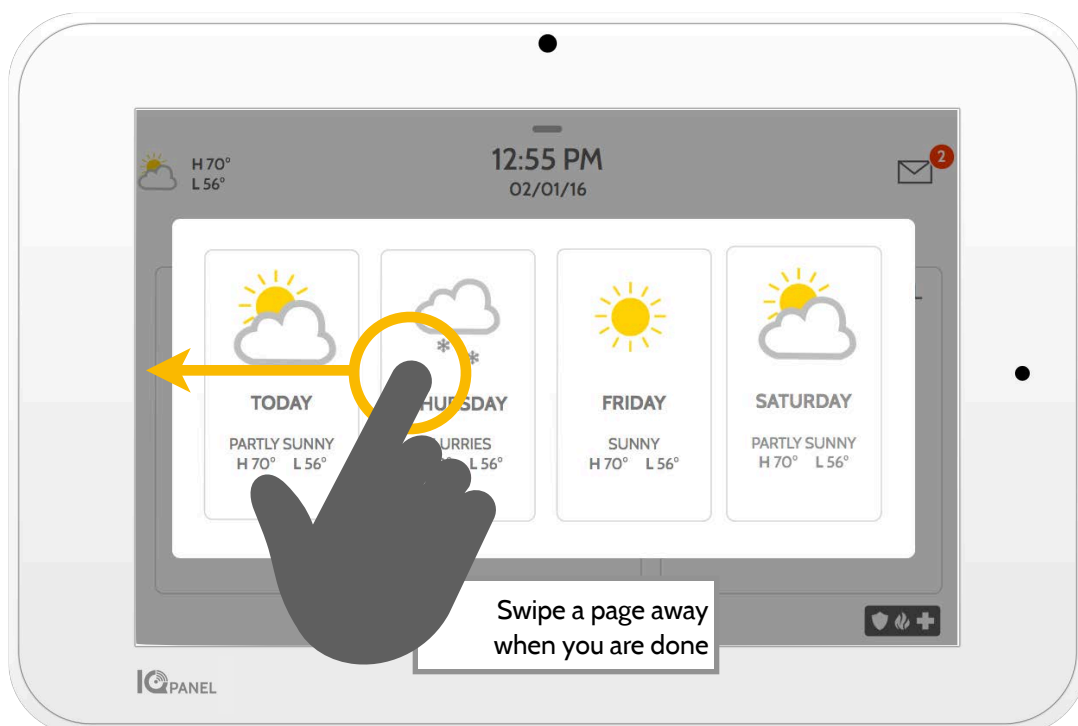 H 70°
L 56°
12:55 PM
02/01/16
2
TODAY
PARTLY SUNNY
H 70° L 56°
L 56°
FRIDAY
SUNNY
H 70° L 56°
SATURDAY
PARTLY SUNNY
H 70° L 56°
Swipe a page away
when you are done
IQ PANEL